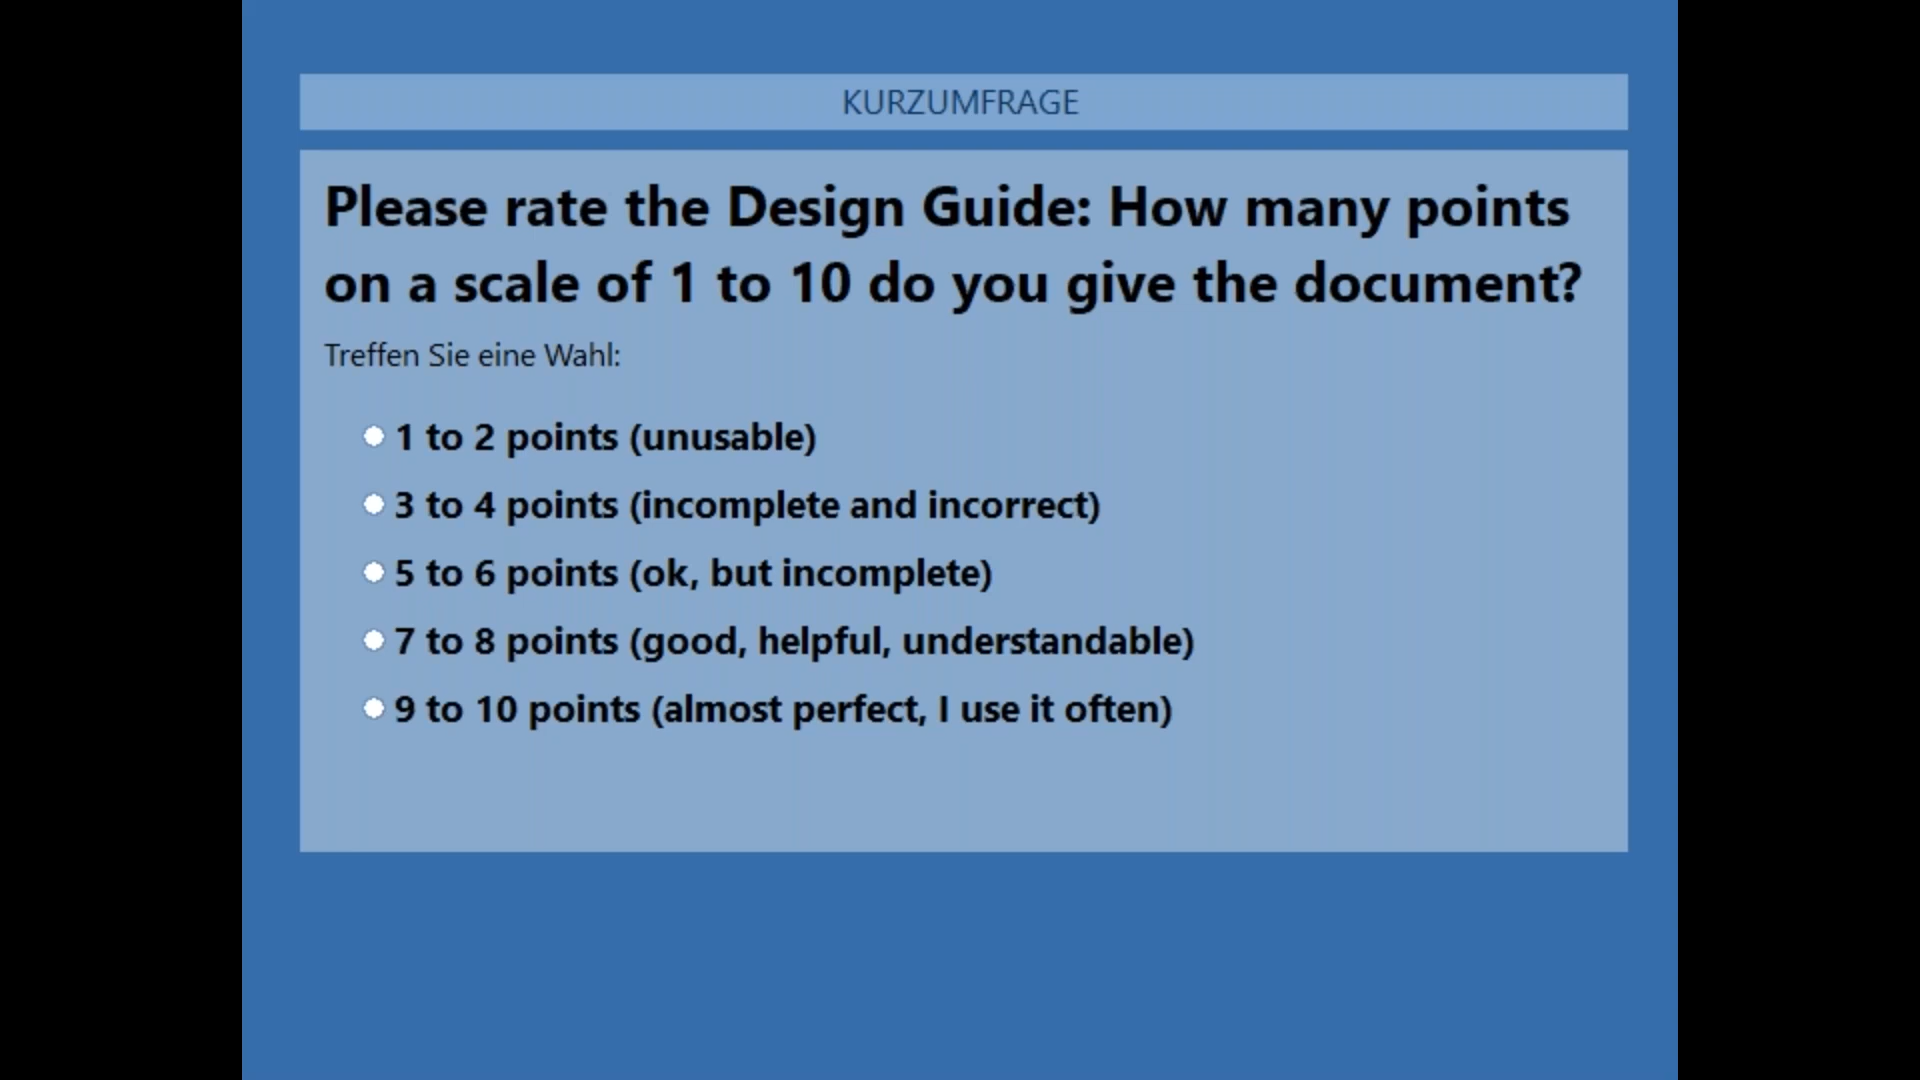 KURZUMFRAGE
Please rate the Design Guide: How many points
on a scale of 1 to 10 do you give the document?
Treffen Sie eine Wahl:
1 to 2 points (unusable)
3 to 4 points (incomplete and incorrect)
5 to 6 points (ok, but incomplete)
7 to 8 points (good, helpful, understandable)
9 to 10 points (almost perfect, I use it often)